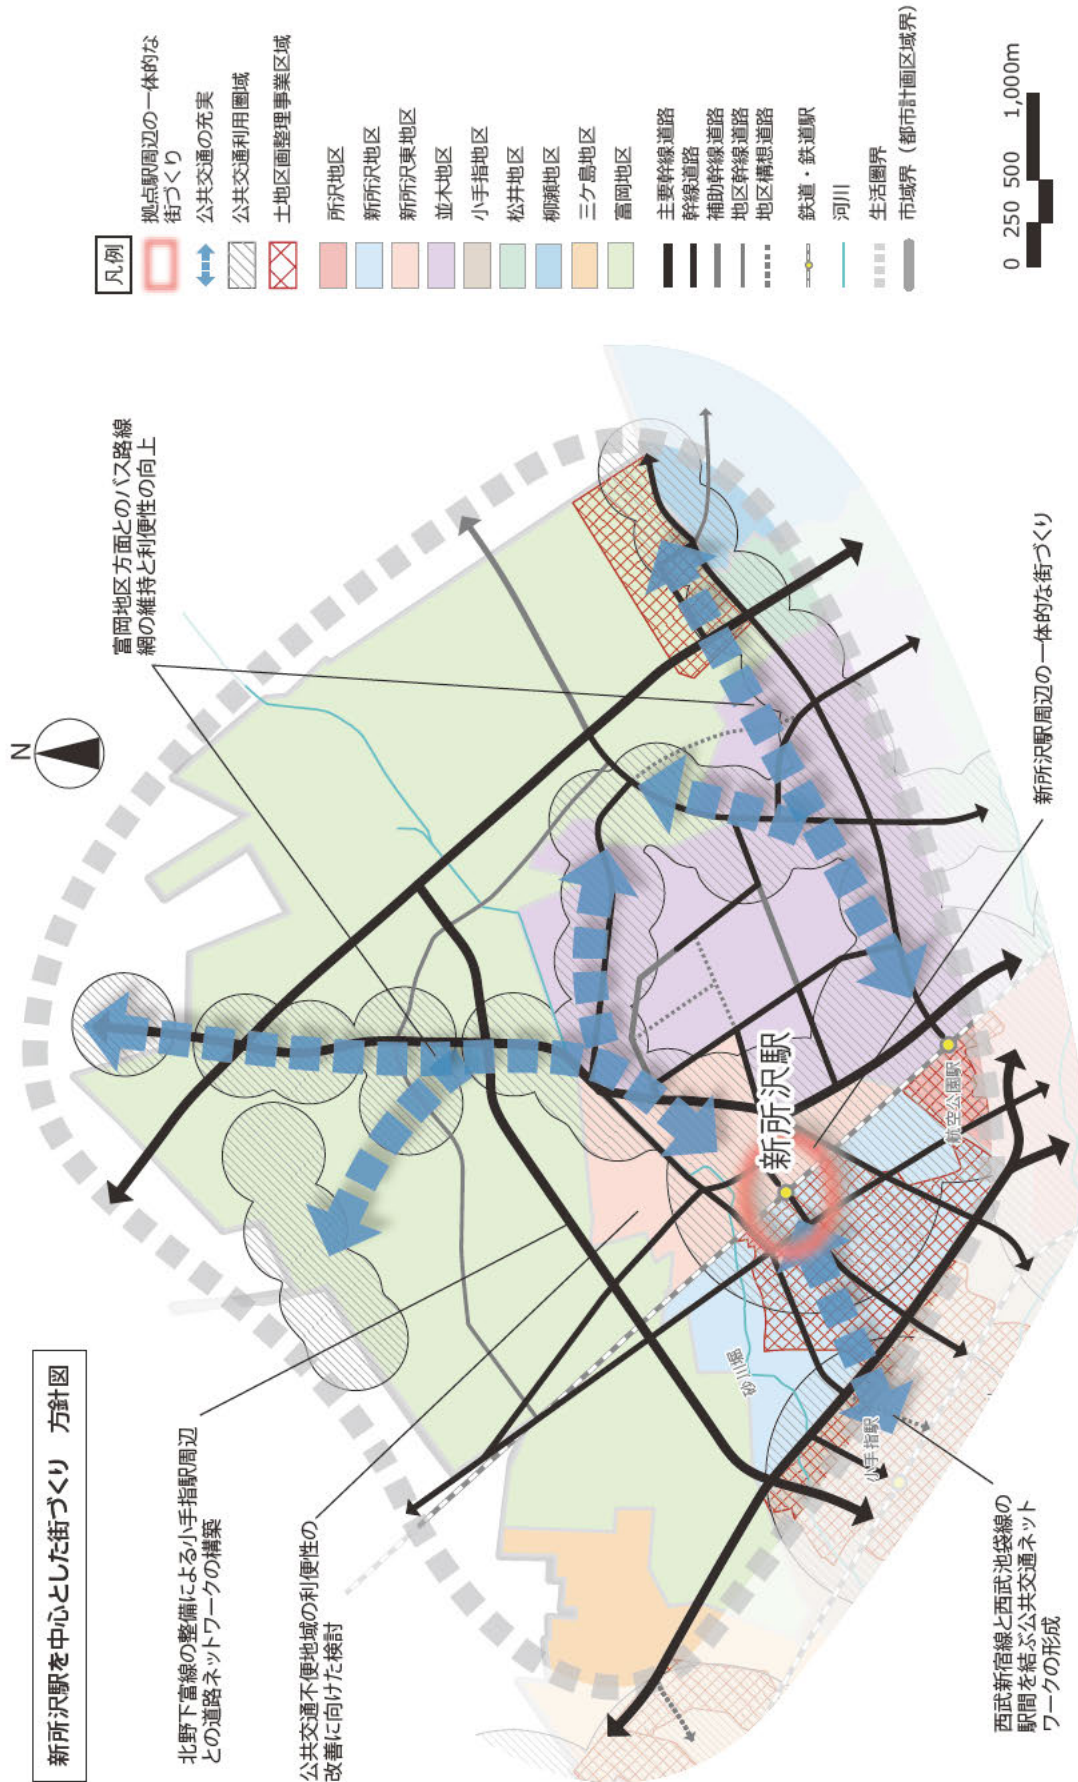 新所沢駅を中心とした街づくり 方針図
北野下富線の整備による小手指駅周辺
との道路ネットワークの構築
公共交通不便地域の利便性の
改善に向けた検討
西武新宿線と西武池袋線の
駅間を結ぶ公共交通ネット
ワークの形成
富岡地区方面とのバス路線
網の維持と利便性の向上
新所沢駅周辺の一体的な街づくり
N
新所沢駅
航空公園駅
小手指駅
砂川堀
凡例
拠点駅周辺の一体的な
街づくり
公共交通の充実
公共交通利用圏域
土地区画整理事業区域
所沢地区
新所沢地区
新所沢東地区
並木地区
小手指地区
松井地区
柳瀬地区
三ケ島地区
富岡地区
主要幹線道路
幹線道路
補助幹線道路
地区幹線道路
地区構想道路
鉄道・鉄道駅
河川
生活圏界
市域界（都市計画区域界）
0 250 500 1,000m